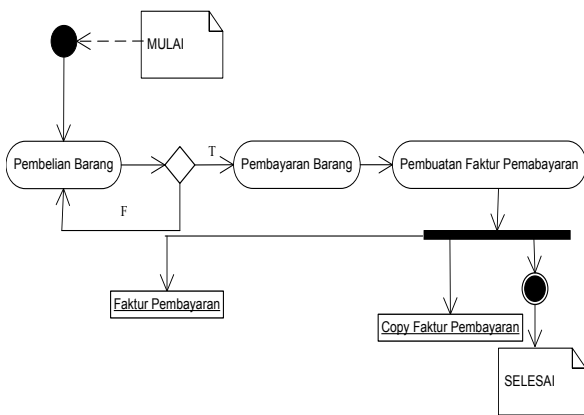 MULAI
Pembelian Barang
T
Pembayaran Barang
Pembuatan Faktur Pemabayaran
F
Faktur Pembayaran
Copy Faktur Pembayaran
SELESAI